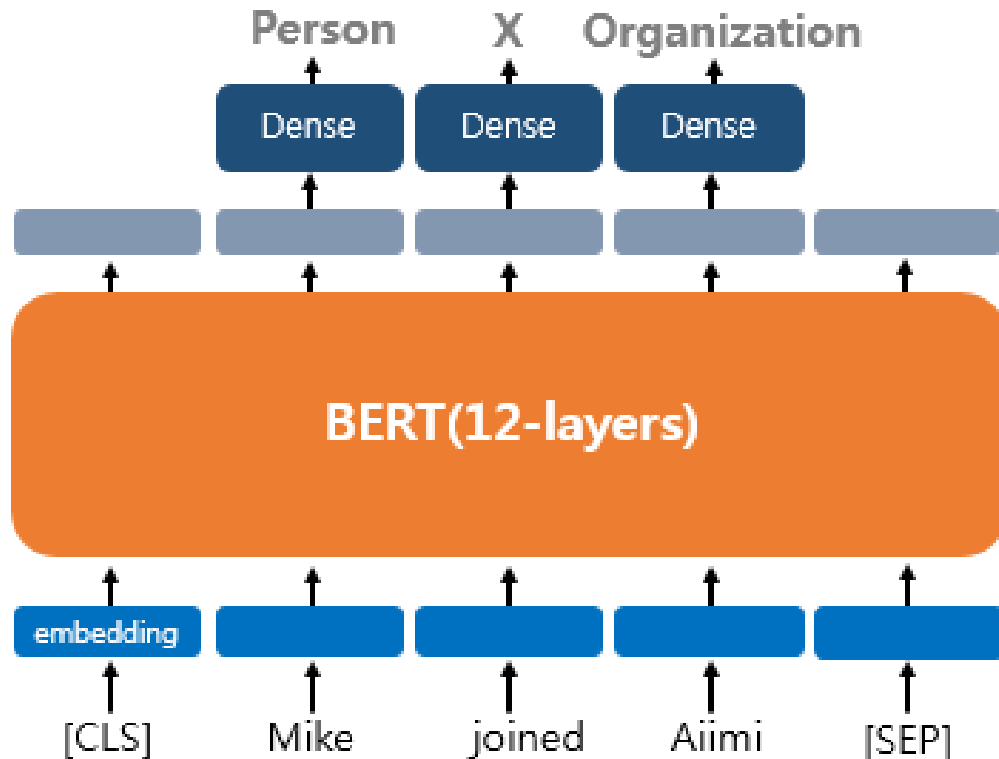 Person X Organization
Dense Dense Dense
BERT(12-layers)
embedding
[CLS] Mike joined Aiimi [SEP]